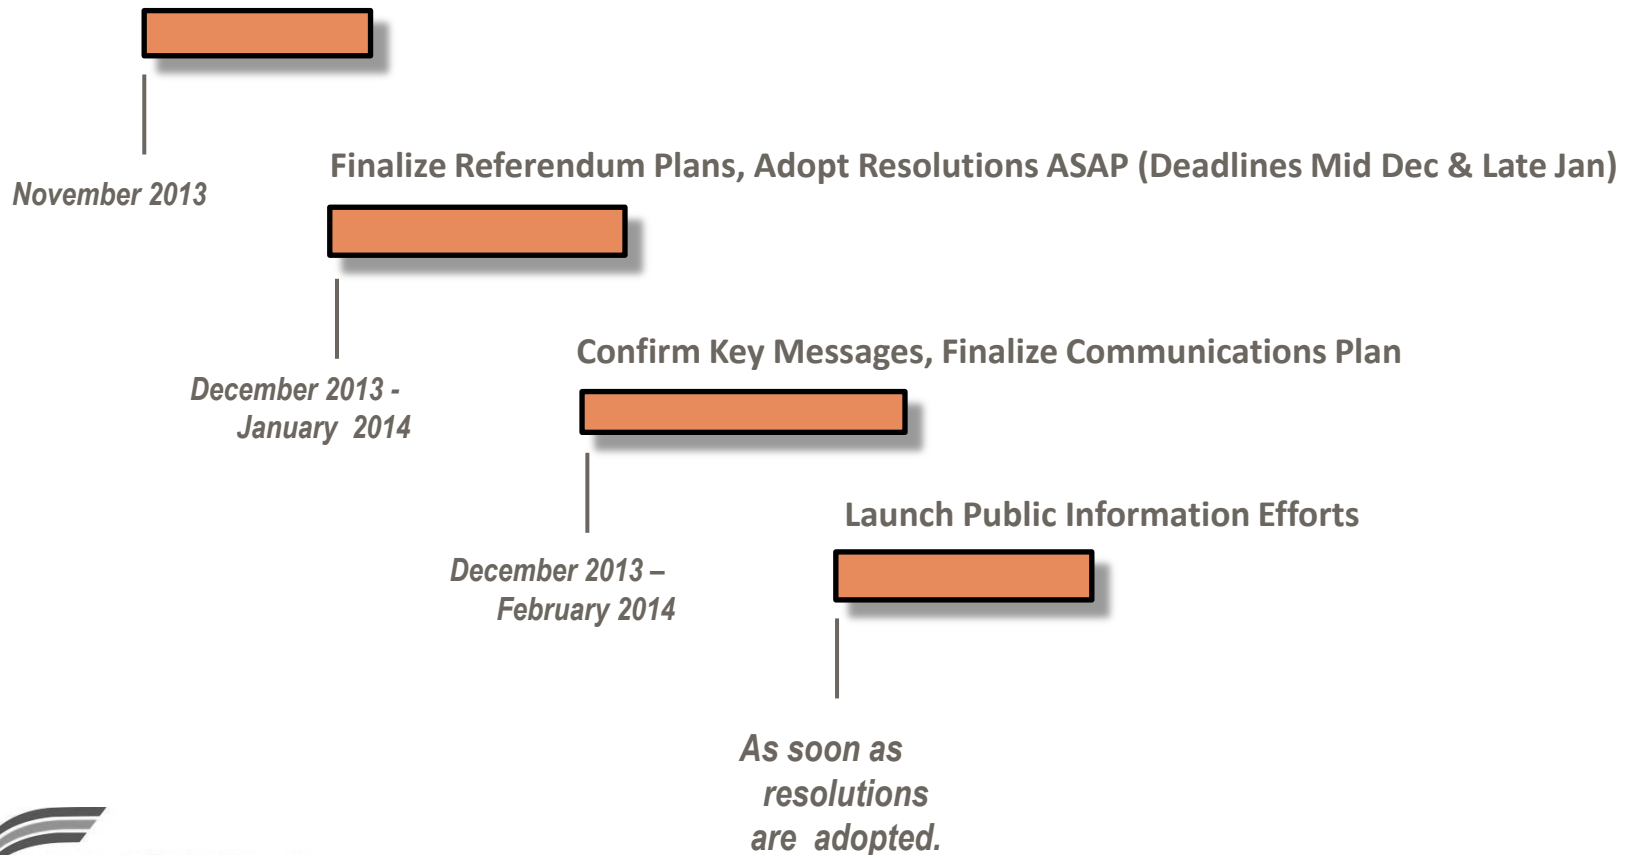 November 2013
Finalize Referendum Plans, Adopt Resolutions ASAP (Deadlines Mid Dec & Late Jan)
December 2013 -
January 2014
Confirm Key Messages, Finalize Communications Plan
December 2013 –
February 2014
Launch Public Information Efforts
As soon as
resolutions
are adopted.